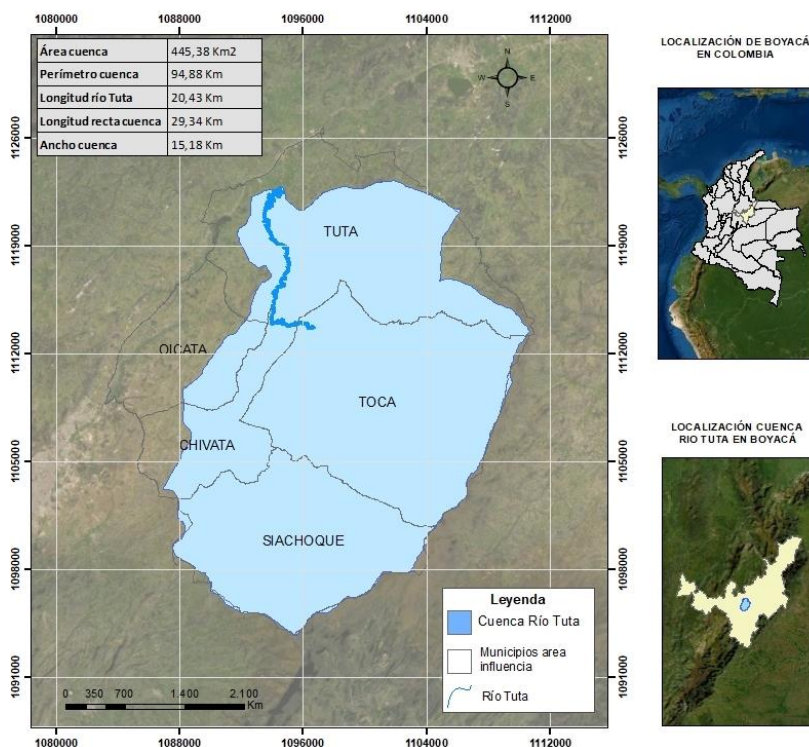 1080000 1088000 1096000 1104000 1112000
Área cuenca 445,38 Km2
Perímetro cuenca 94,88 Km
Longitud río Tuta 20,43 Km
Longitud recta cuenca 29,34 Km
Ancho cuenca 15,18 Km
N
W E
S
1126000 1126000
1119000 1119000
1112000 1112000
1105000 1105000
1098000 1098000
1091000 1091000
TUTA
OICATA
TOCA
CHIVATA
SIACHOQUE
Leyenda
Cuenca Río Tuta
Municipios area
influencia
Río Tuta
0 350 700 1.400 2.100
Km
1080000 1088000 1096000 1104000 1112000
LOCALIZACIÓN DE BOYACÁ
EN COLOMBIA
LOCALIZACIÓN CUENCA
RIO TUTA EN BOYACÁ